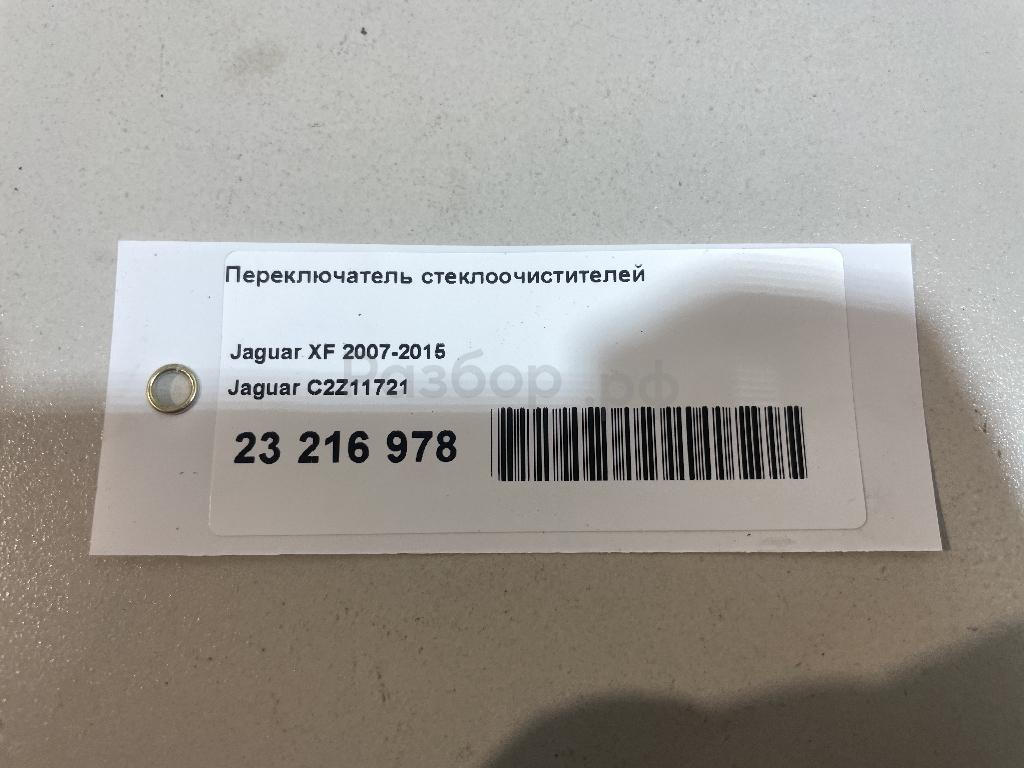 Переключатель стеклоочистителей
Jaguar XF 2007-2015
Jaguar C2Z11721
Разбор.рф
23 216 978